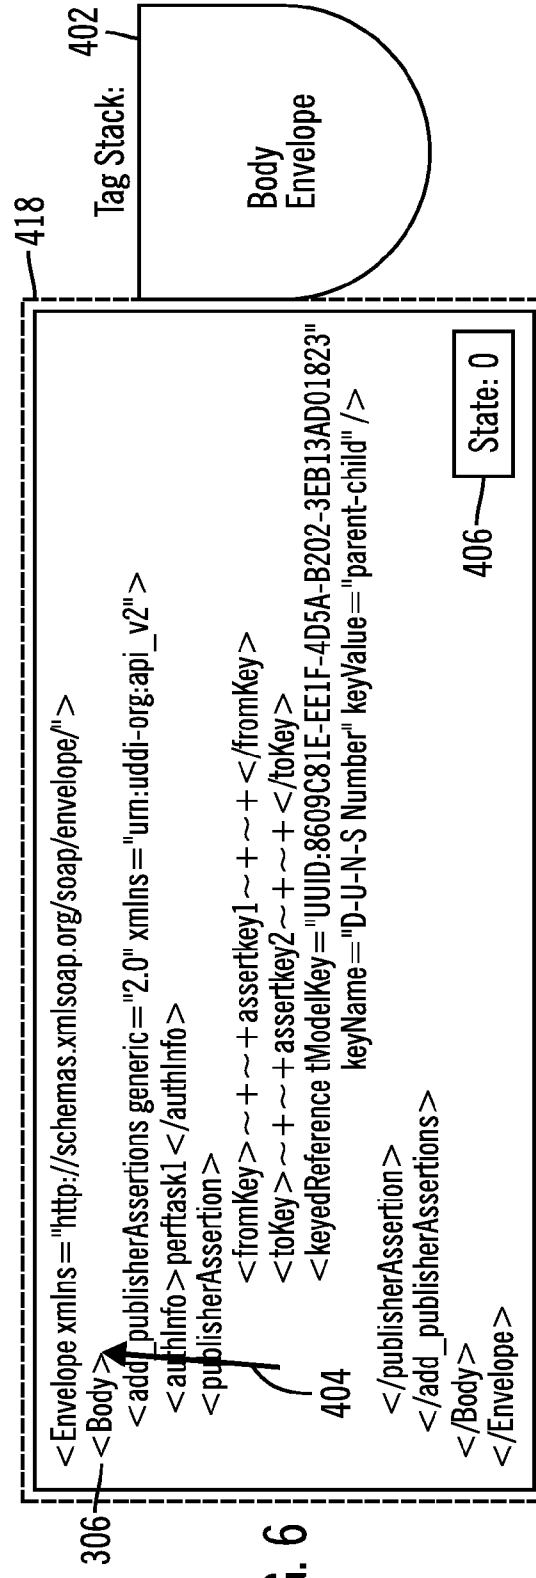 418
402
Tag Stack:
Body
Envelope
306
<Envelope xmlns="http://schemas.xmlsoap.org/soap/envelope/">
<Body>
<add_publisherAssertions generic="2.0" xmlns="urn:uddi-org:api_v2">
<authInfo>perftask1</authInfo>
<publisherAssertion>
<fromKey>~+~+assertkey1~+~+</fromKey>
<toKey>~+~+assertkey2~+~+</toKey>
<keyedReference tModelKey="UUID:8609C81E-EE1F-4D5A-B202-3EB13AD01823"
keyName="D-U-N-S Number" keyValue="parent-child"/>
404
</publisherAssertion>
</add_publisherAssertions>
</Body>
</Envelope>
406
State: 0
6